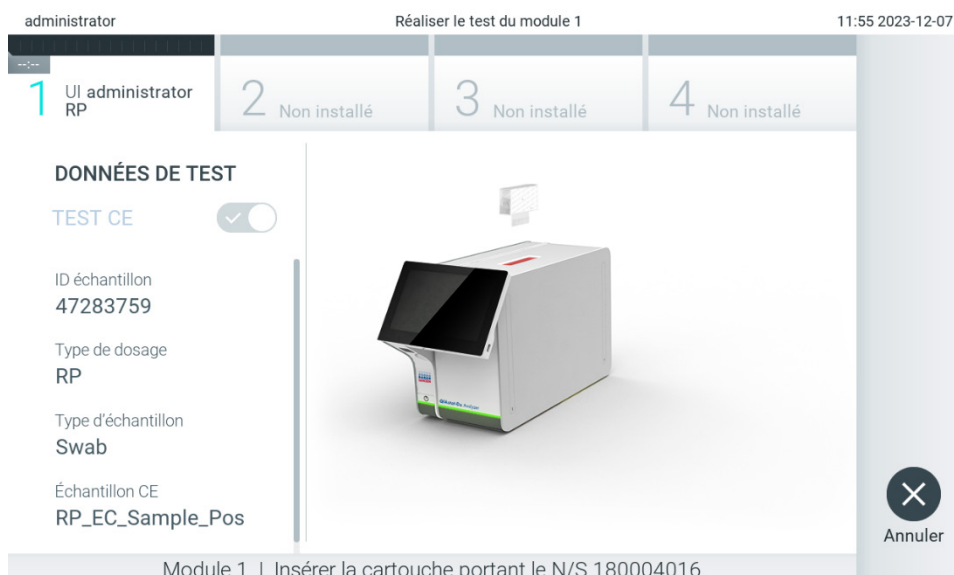 administrator
Réaliser le test du module 1
11:55 2023-12-07
--:--
1 UI administrator
RP
2 Non installé
3 Non installé
4 Non installé
DONNÉES DE TEST
TEST CE
ID échantillon
47283759
Type de dosage
RP
Type d'échantillon
Swab
Échantillon CE
RP_EC_Sample_Pos
Annuler
Module 1 | Insérer la cartouche portant le N/S 180004016